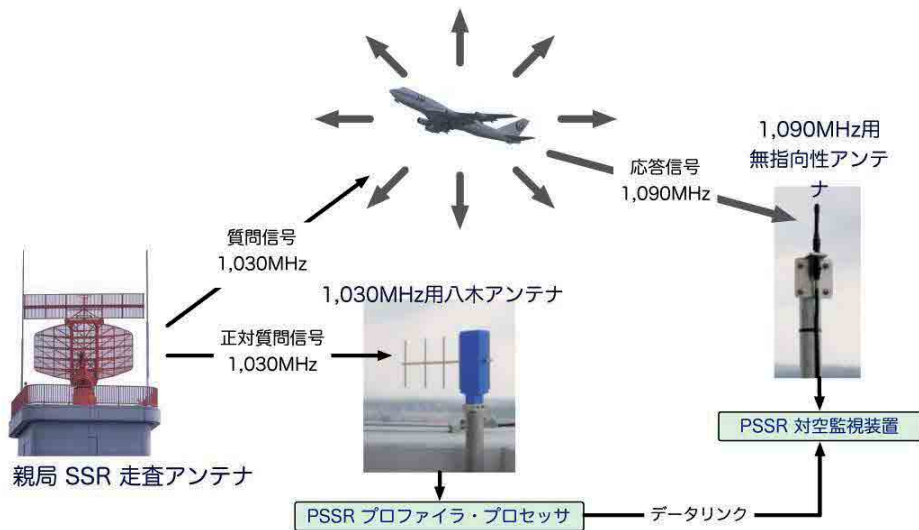 1,090MHz用
無指向性アンテ
ナ
応答信号
1,090MHz
質問信号
1,030MHz
1,030MHz用八木アンテナ
正対質問信号
1,030MHz
PSSR 対空監視装置
親局 SSR 走査アンテナ
PSSR プロファイラ・プロセッサ
データリンク